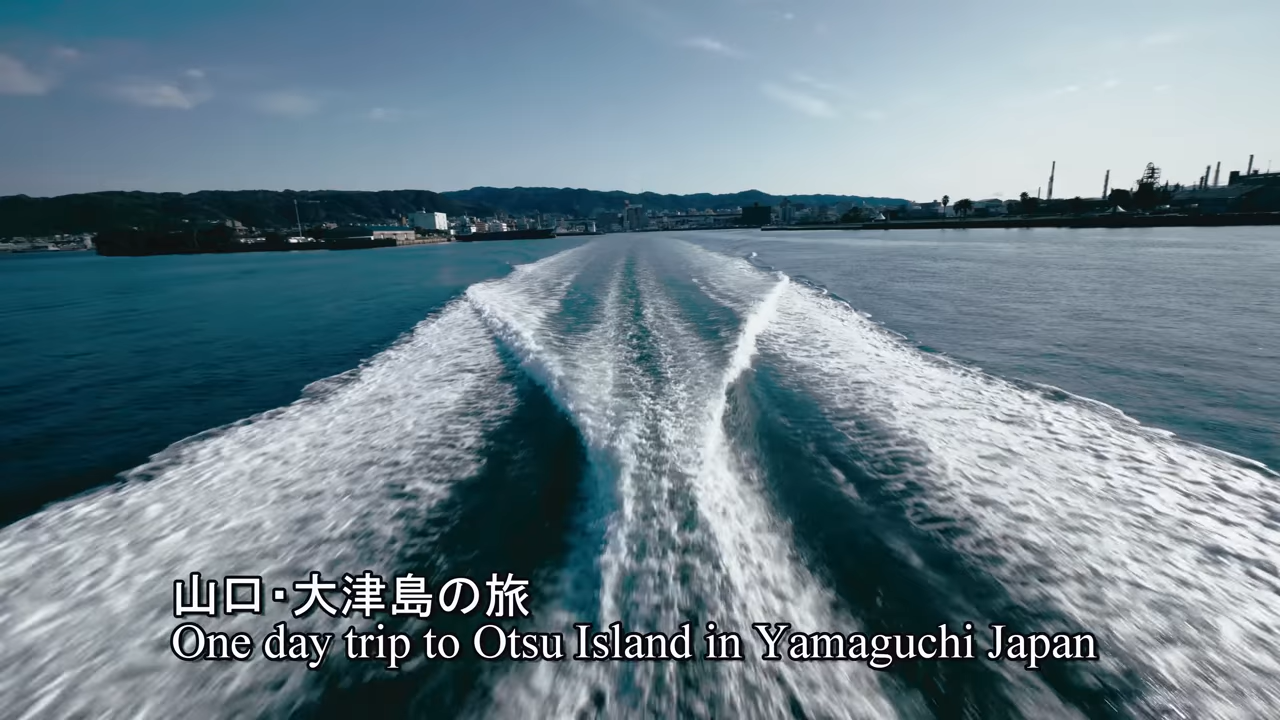 山口・大津島の旅
One day trip to Otsu Island in Yamaguchi Japan